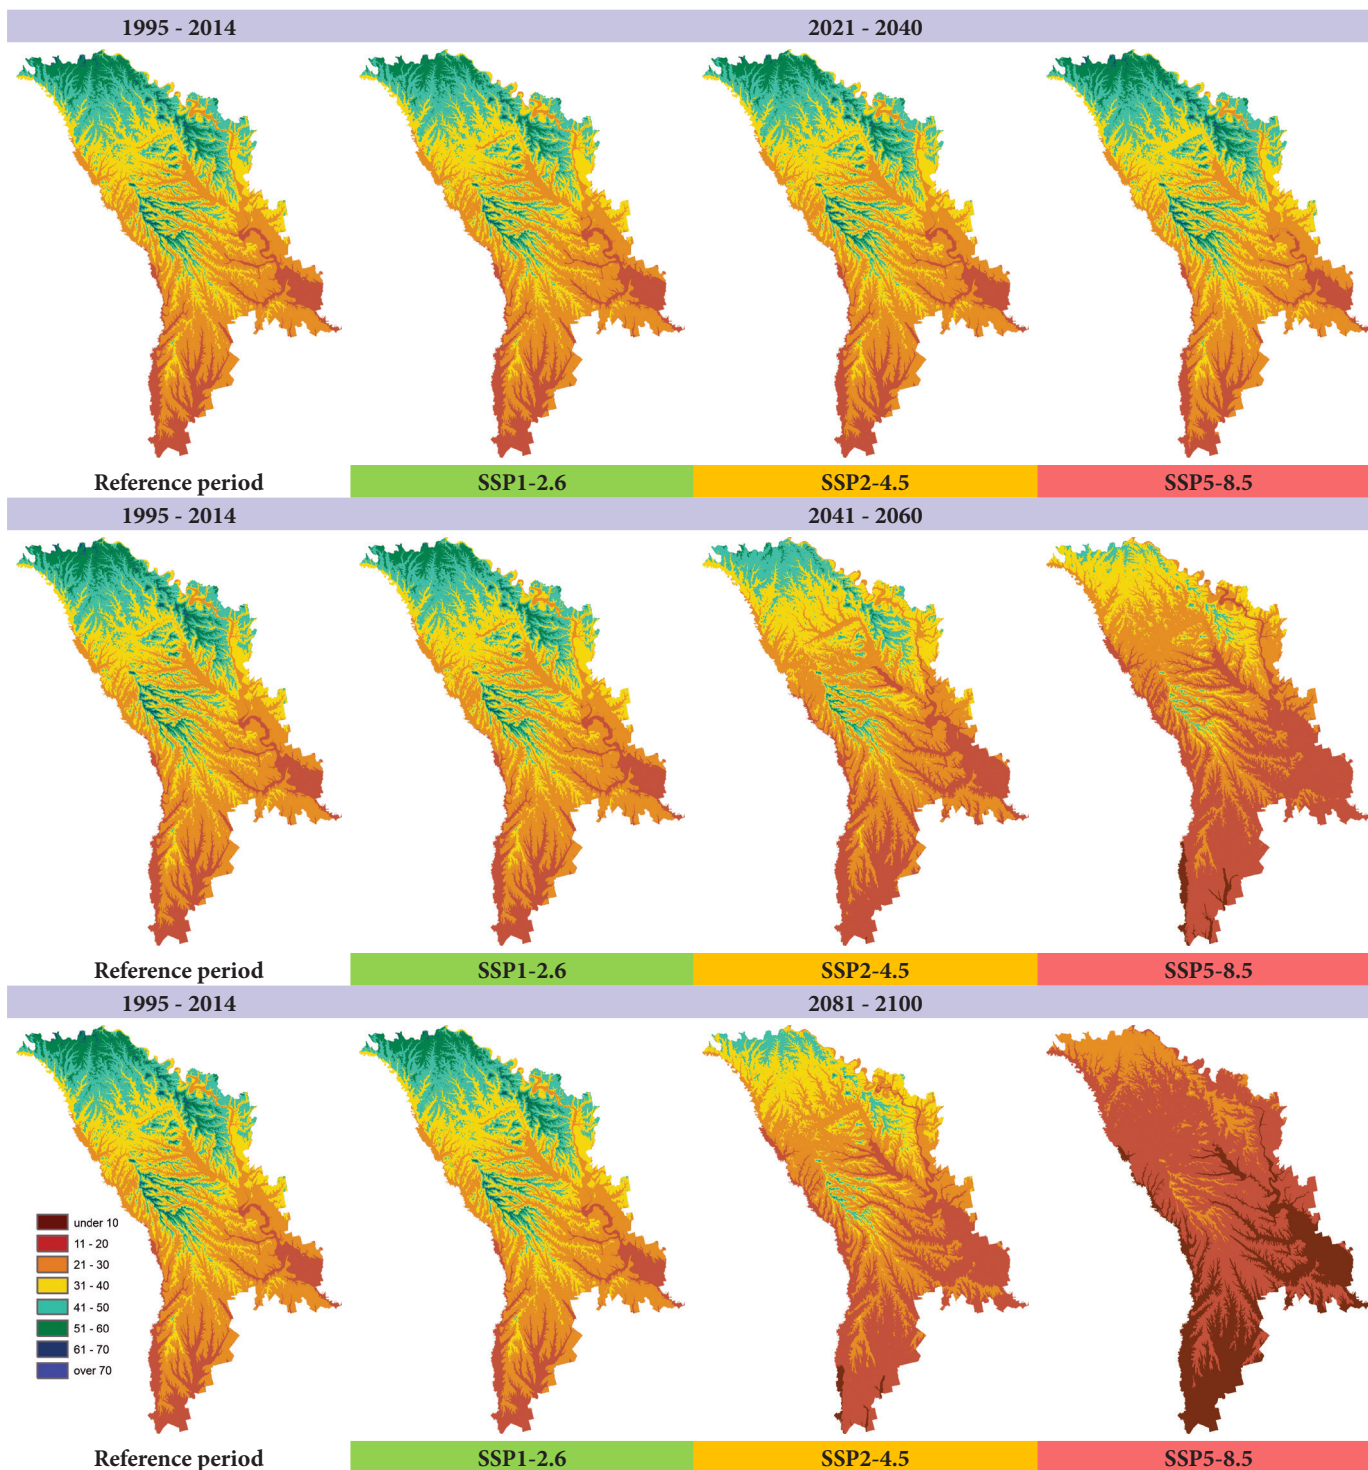 1995 - 2014
2021 - 2040
Reference period
SSP1-2.6
SSP2-4.5
SSP5-8.5
1995 - 2014
2041 - 2060
Reference period
SSP1-2.6
SSP2-4.5
SSP5-8.5
1995 - 2014
2081 - 2100
under 10
11 - 20
21 - 30
31 - 40
41 - 50
51 - 60
61 - 70
over 70
Reference period
SSP1-2.6
SSP2-4.5
SSP5-8.5